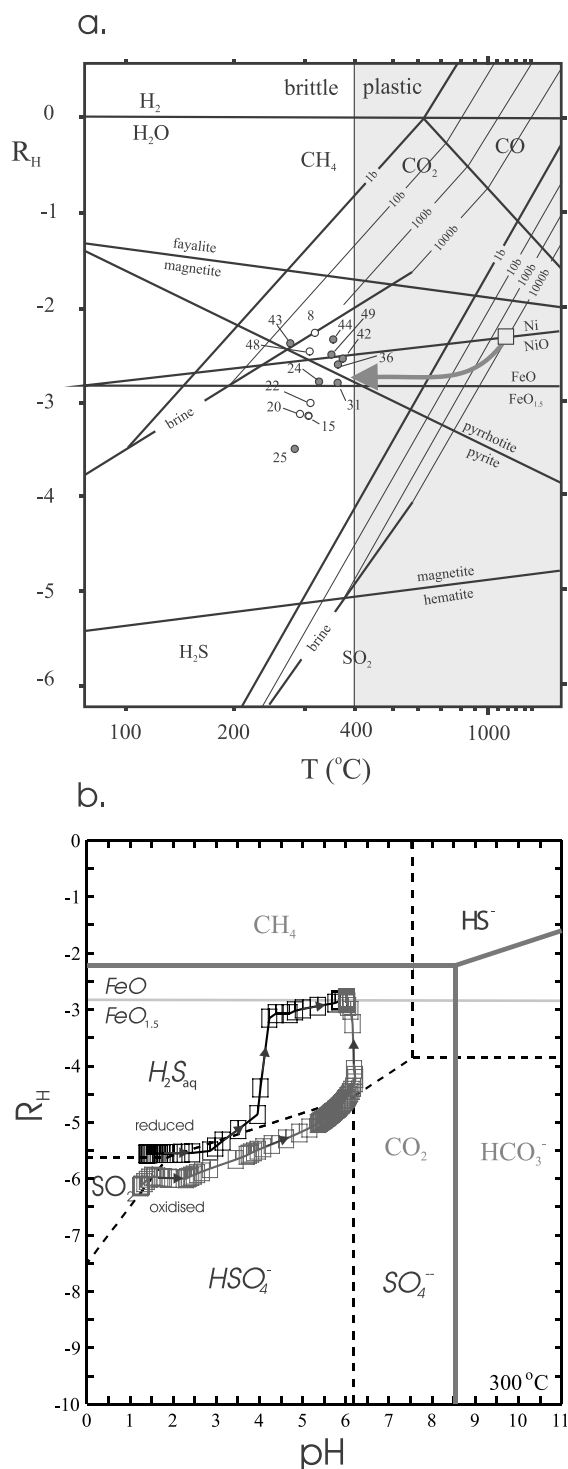 a.
0
H₂
H₂O
R_H
brittle
plastic
CH₄
CO₂
CO
1b
10b
100b
1000b
1b
10b
100b
1000b
-1
fayalite
magnetite
-2
43
8
44
49
42
48
36
24
Ni
NiO
-3
22
20
15
31
FeO
FeO₁.₅
brine
25
pyrrhotite
pyrite
-4
-5
magnetite
hematite
H₂S
brine
SO₂
-6
100
200
400
1000
T (°C)
b.
0
-1
HS⁻
CH₄
-2
FeO
-3
FeO₁.₅
H₂S aq
-4
R_H
-5
reduced
CO₂
HCO₃⁻
SO₂
-6
oxidised
-7
HSO₄⁻
SO₄⁻⁻
-8
-9
300 °C
-10
0 1 2 3 4 5 6 7 8 9 10 11
pH